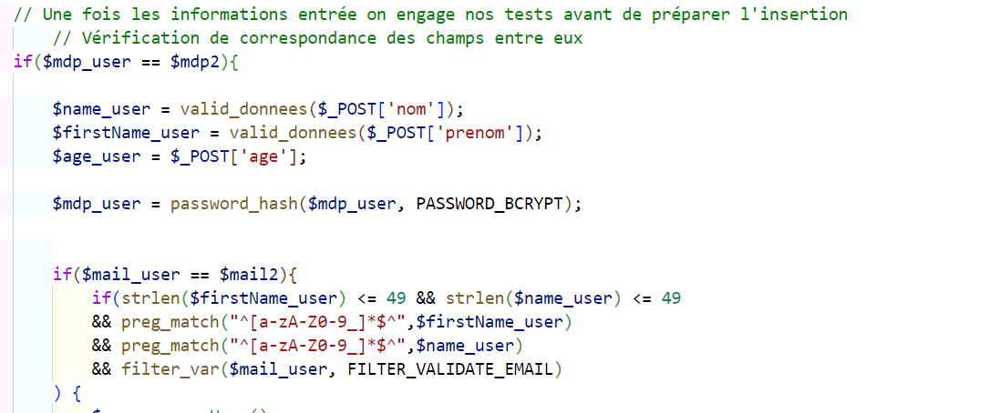 // Une fois les informations entrée on engage nos tests avant de préparer l'insertion
// Vérification de correspondance des champs entre eux
if($mdp_user == $mdp2){
$name_user = valid_donnees($_POST['nom']);
$firstName_user = valid_donnees($_POST['prenom']);
$age_user = $_POST['age'];
$mdp_user = password_hash($mdp_user, PASSWORD_BCRYPT);
if($mail_user == $mail2){
if(strlen($firstName_user) <= 49 && strlen($name_user) <= 49
&& preg_match("^[a-zA-Z0-9_]*$^",$firstName_user)
&& preg_match("^[a-zA-Z0-9_]*$^",$name_user)
&& filter_var($mail_user, FILTER_VALIDATE_EMAIL)
) {